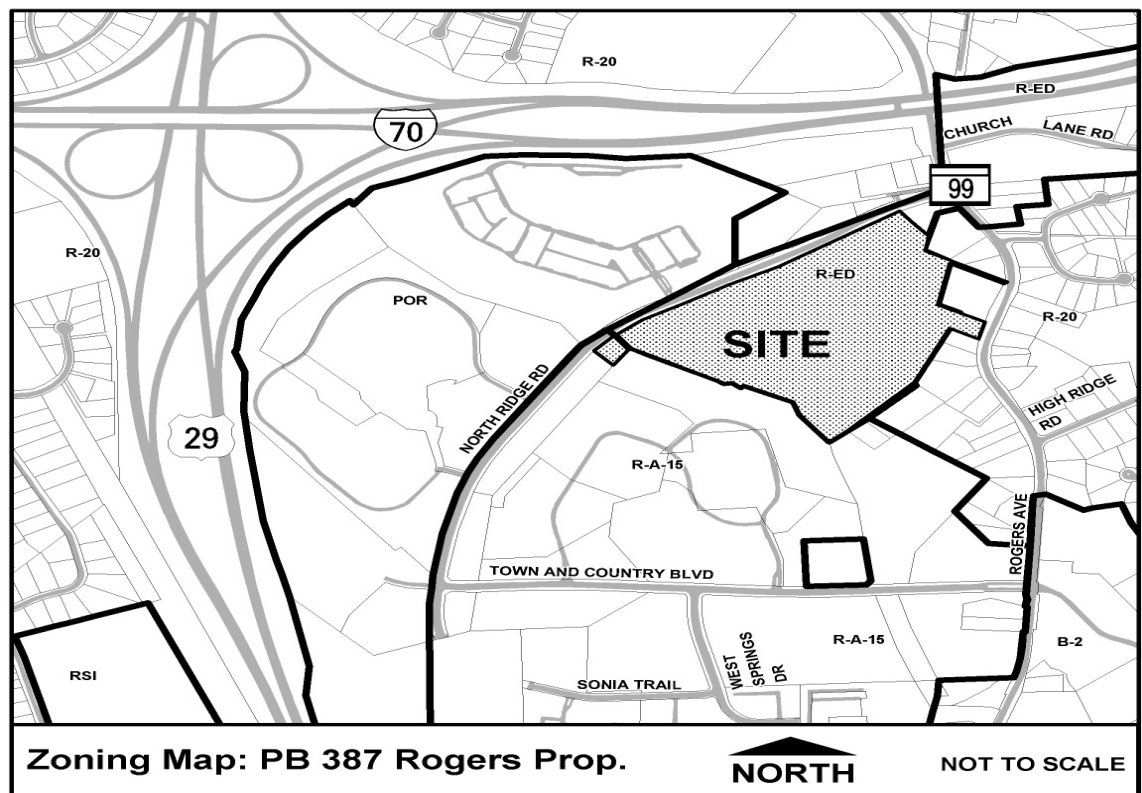 R-20
R-ED
70
CHURCH LANE RD
99
R-20
R-ED
POR
R-20
SITE
NORTH RIDGE RD
HIGH RIDGE RD
29
R-A-15
ROGERS AVE
TOWN AND COUNTRY BLVD
R-A-15
B-2
WEST SPRINGS DR
RSI
SONIA TRAIL
Zoning Map: PB 387 Rogers Prop.
NORTH
NOT TO SCALE